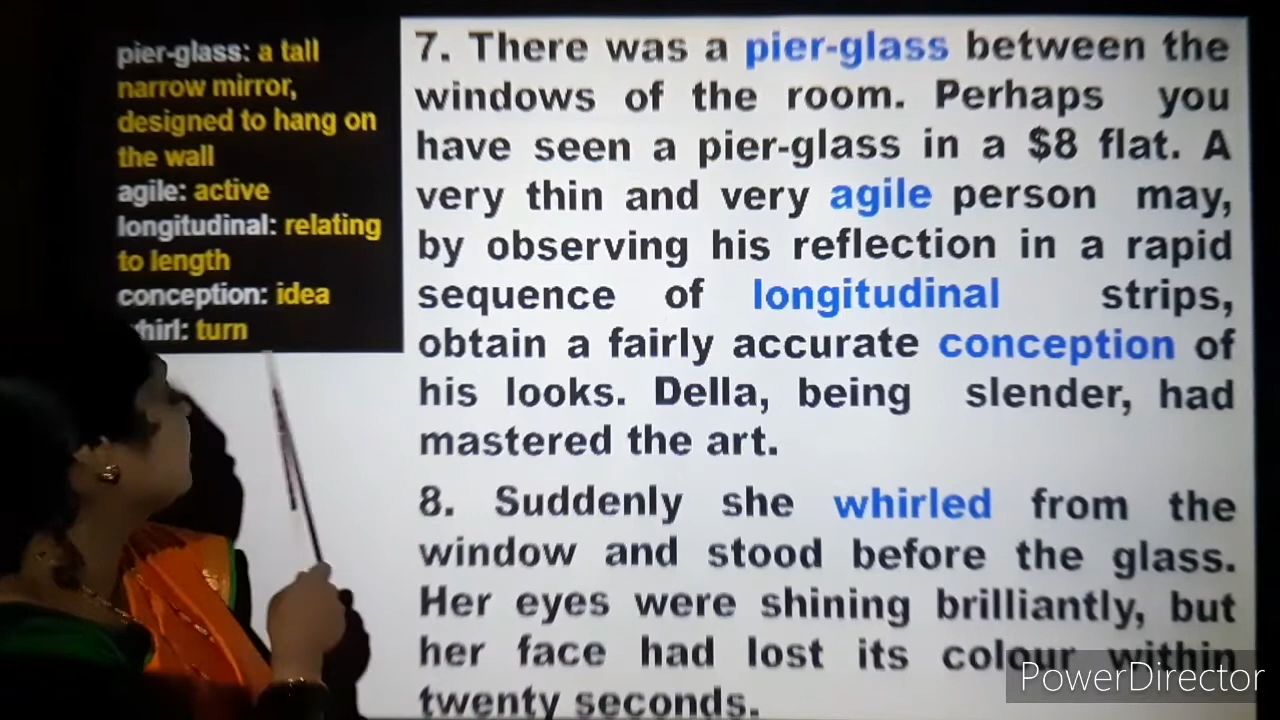 pier-glass: a tall
narrow mirror,
designed to hang on
the wall
agile: active
longitudinal: relating
to length
conception: idea
whirl: turn
7. There was a pier-glass between the
windows of the room. Perhaps you
have seen a pier-glass in a $8 flat. A
very thin and very agile person may,
by observing his reflection in a rapid
sequence of longitudinal strips,
obtain a fairly accurate conception of
his looks. Della, being slender, had
mastered the art.
8. Suddenly she whirled from the
window and stood before the glass.
Her eyes were shining brilliantly, but
her face had lost its colour within
twenty seconds.
PowerDirector